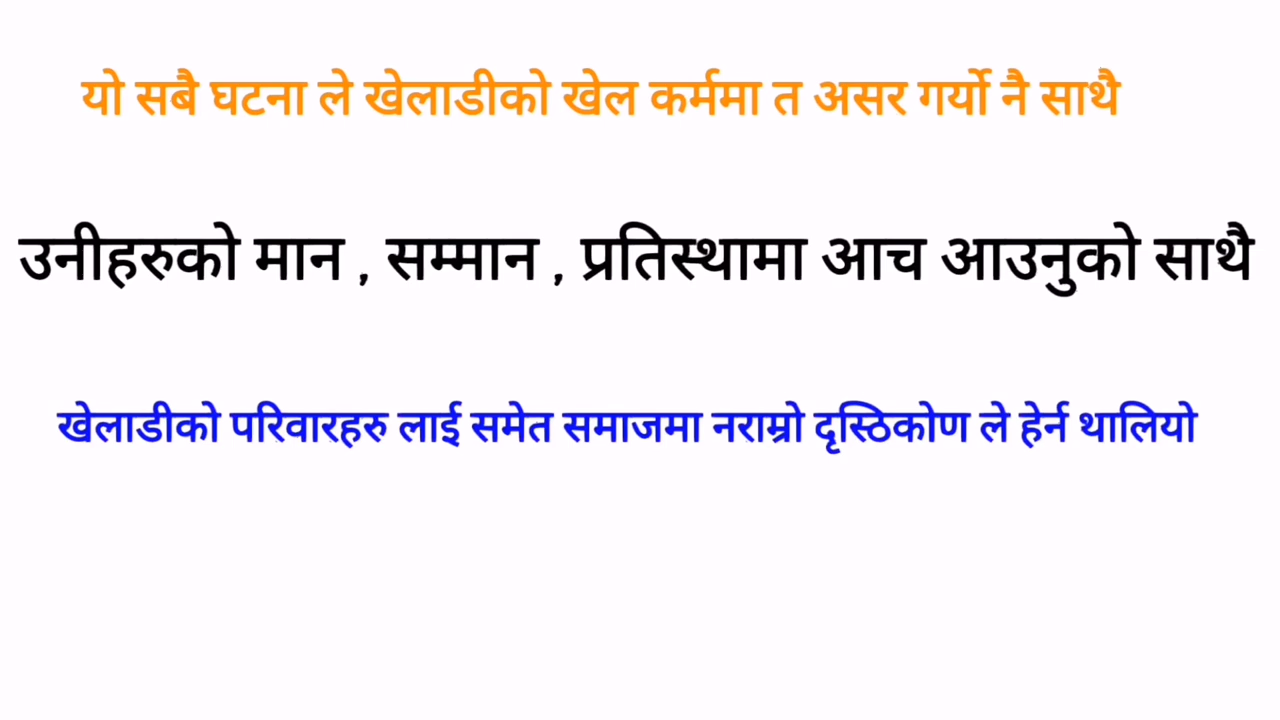 यो सबै घटना ले खेलाडीको खेल कर्ममा त असर गर्यो नै साथै
उनीहरुको मान , सम्मान , प्रतिस्थामा आच आउनुको साथै
खेलाडीको परिवारहरु लाई समेत समाजमा नराम्रो दृस्ठिकोण ले हेर्न थालियो